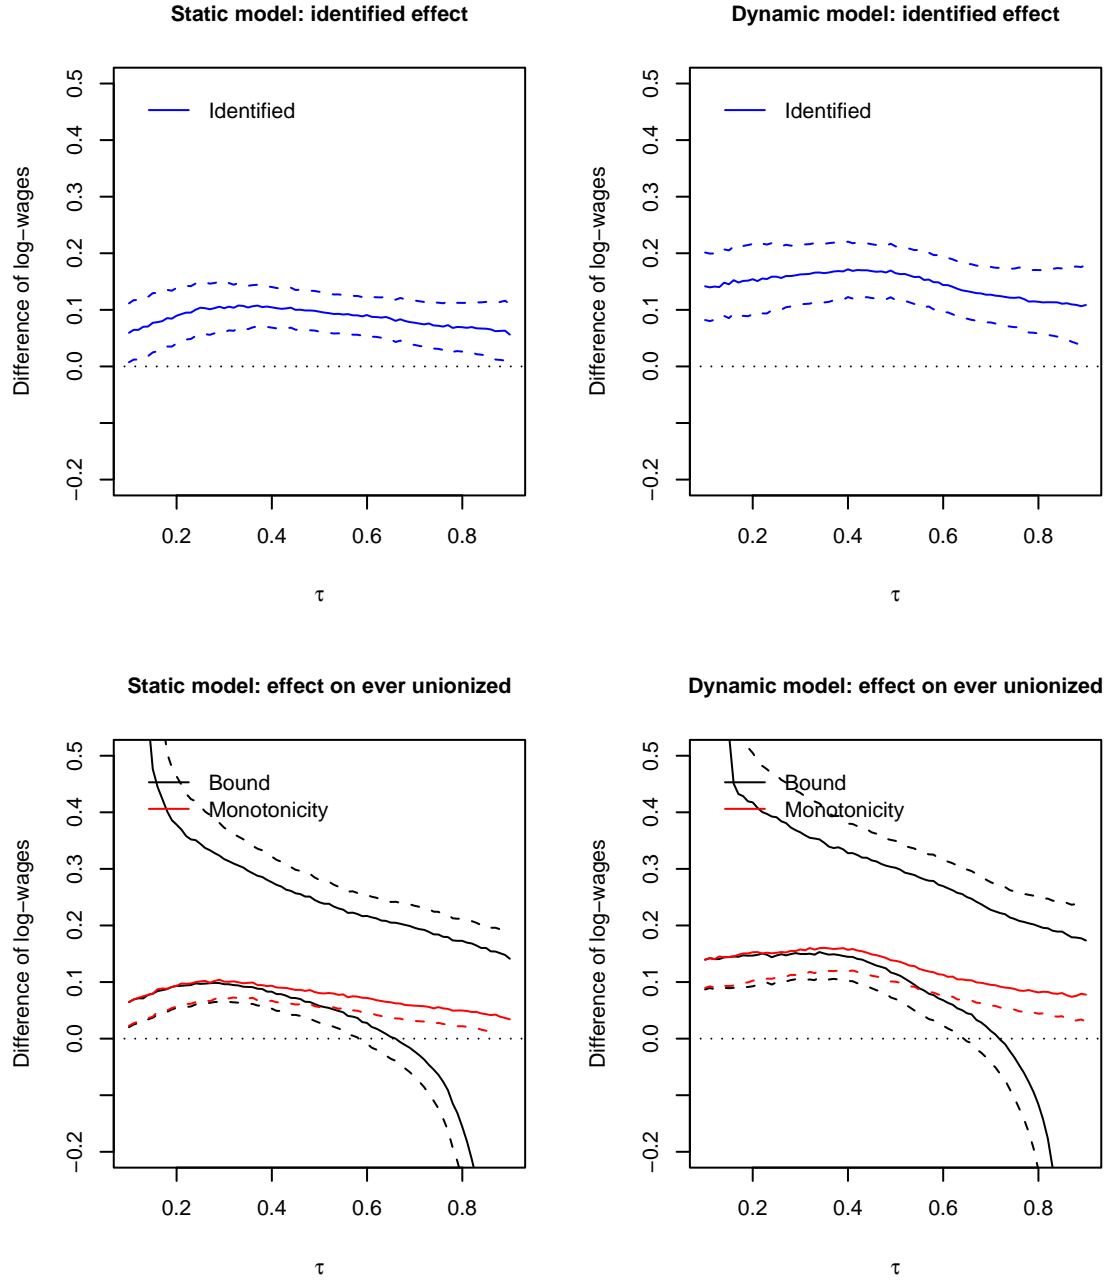 Static model: identified effect
Difference of log−wages
0.5
0.4
0.3
0.2
0.1
0.0
−0.2
Identified
0.2 0.4 0.6 0.8
τ
Dynamic model: identified effect
Difference of log−wages
0.5
0.4
0.3
0.2
0.1
0.0
−0.2
Identified
0.2 0.4 0.6 0.8
τ
Static model: effect on ever unionized
Difference of log−wages
0.5
0.4
0.3
0.2
0.1
0.0
−0.2
Bound
Monotonicity
0.2 0.4 0.6 0.8
τ
Dynamic model: effect on ever unionized
Difference of log−wages
0.5
0.4
0.3
0.2
0.1
0.0
−0.2
Bound
Monotonicity
0.2 0.4 0.6 0.8
τ